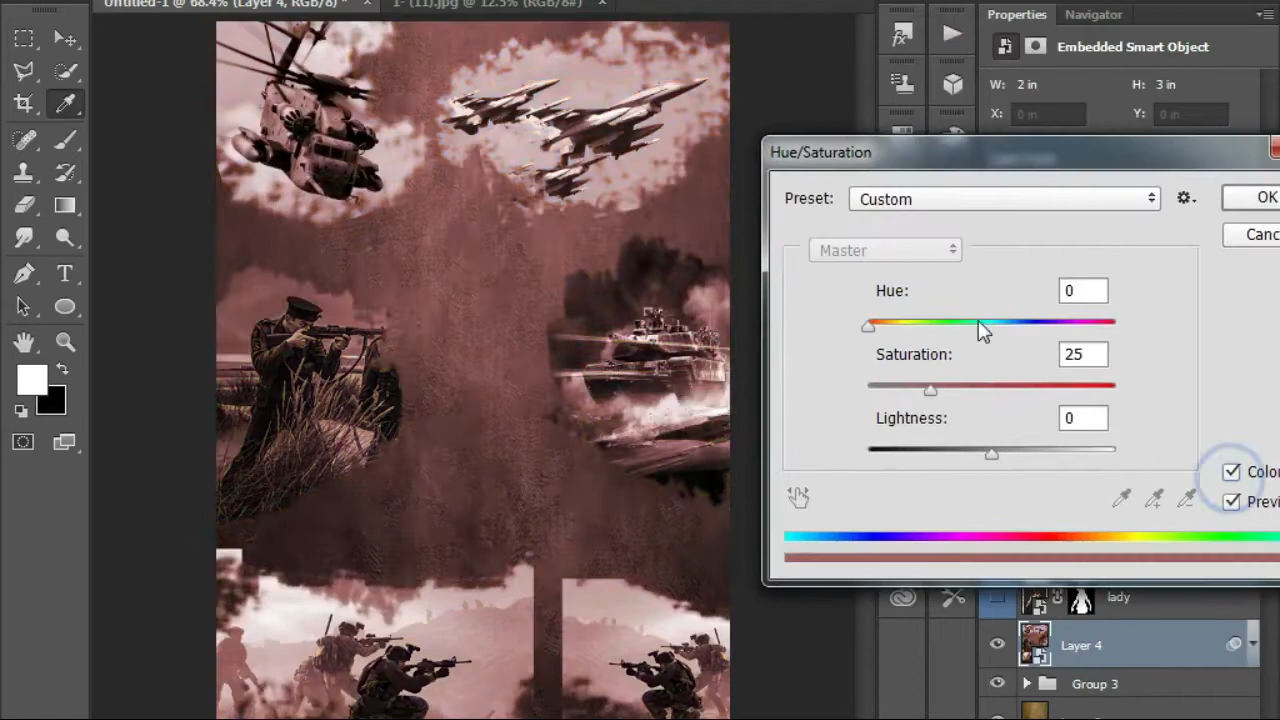 Untitled-1 @ 68.4% (Layer 4, RGB/8) *
1- (11).jpg @ 12.5% (RGB/8#)
Properties
Navigator
Embedded Smart Object
W: 2 in
H: 3 in
X: 0 in
Y: 0 in
Hue/Saturation
Preset:
Custom
OK
Canc
Master
Hue:
0
Saturation:
25
Lightness:
0
Color
Previ
lady
Layer 4
Group 3
T
fx